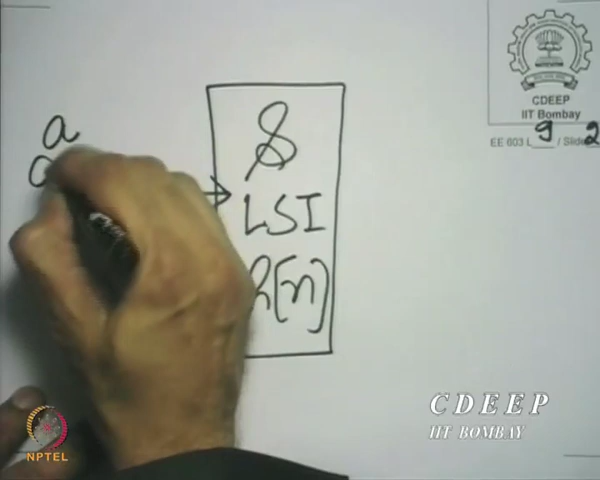 CDEEP
IIT Bombay
EE 603 L 9 / Slide 2
a
S
LSI
h[n]
CDEEP
IIT BOMBAY
NPTEL